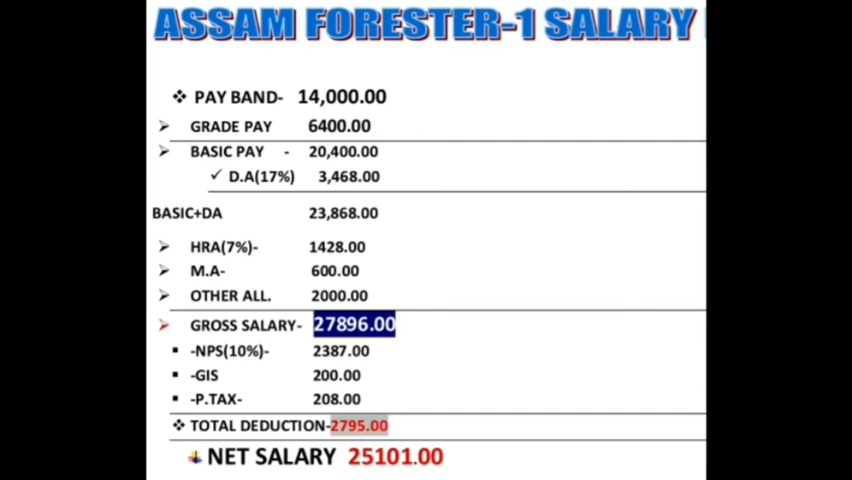 ASSAM FORESTER-1 SALARY
❖ PAY BAND- 14,000.00
➢ GRADE PAY 6400.00
➢ BASIC PAY - 20,400.00
✓ D.A(17%) 3,468.00
BASIC+DA 23,868.00
➢ HRA(7%)- 1428.00
➢ M.A- 600.00
➢ OTHER ALL. 2000.00
➢ GROSS SALARY- 27896.00
▪ -NPS(10%)- 2387.00
▪ -GIS 200.00
▪ -P.TAX- 208.00
❖ TOTAL DEDUCTION-2795.00
NET SALARY 25101.00